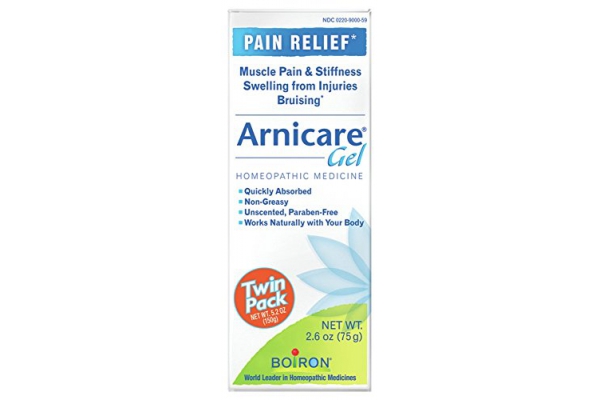 NDC 0220-9000-59
PAIN RELIEF*
Muscle Pain & Stiffness
Swelling from Injuries
Bruising*
Arnicare®
Gel
HOMEOPATHIC MEDICINE
Quickly Absorbed
Non-Greasy
Unscented, Paraben-Free
Works Naturally with Your Body
Twin
Pack
NET WT. 5.2 OZ
(150g)
NET WT.
2.6 oz (75g)
BOIRON®
World Leader in Homeopathic Medicines